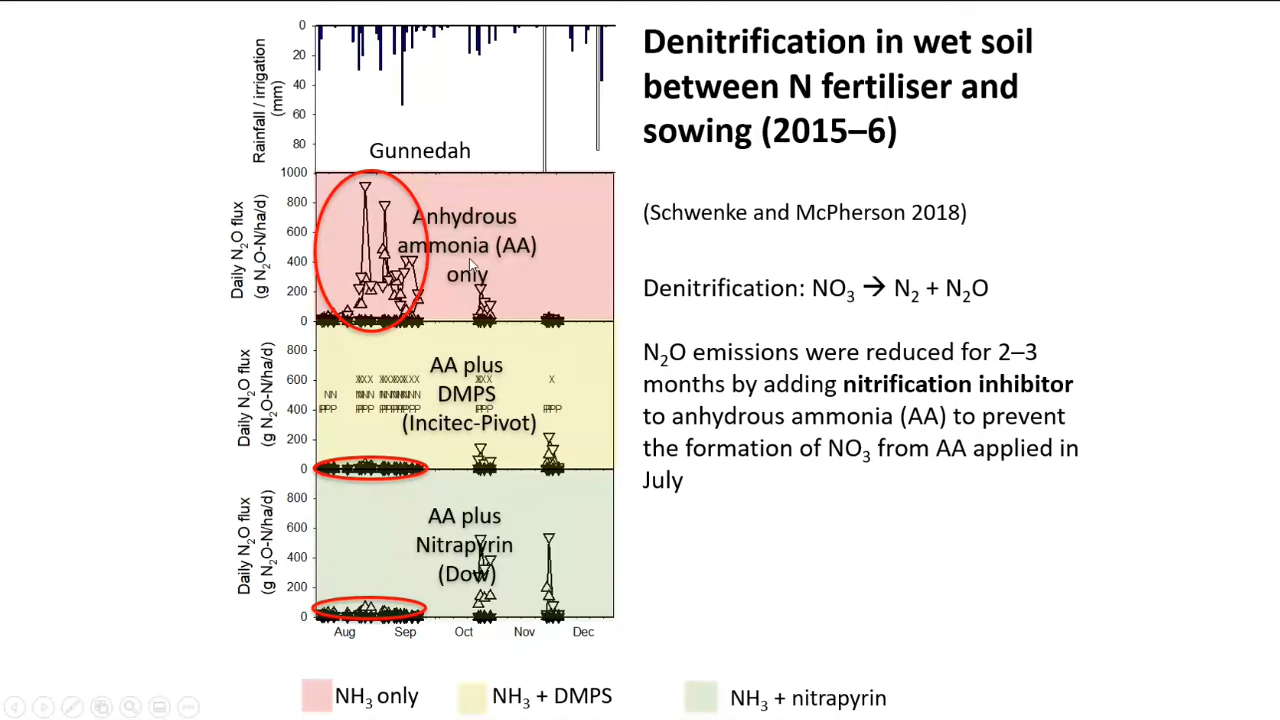 Denitrification in wet soil
between N fertiliser and
sowing (2015–6)
(Schwenke and McPherson 2018)
Denitrification: NO3 → N2 + N2O
N2O emissions were reduced for 2–3
months by adding nitrification inhibitor
to anhydrous ammonia (AA) to prevent
the formation of NO3 from AA applied in
July
Rainfall / irrigation
(mm)
0
20
40
60
80
Gunnedah
Daily N2O flux
(g N2O-N/ha/d)
1000
800
600
400
200
0
Anhydrous
ammonia (AA)
only
Daily N2O flux
(g N2O-N/ha/d)
800
600
400
200
0
AA plus
DMPS
(Incitec-Pivot)
Daily N2O flux
(g N2O-N/ha/d)
800
600
400
200
0
AA plus
Nitrapyrin
(Dow)
Aug Sep Oct Nov Dec
NH3 only
NH3 + DMPS
NH3 + nitrapyrin